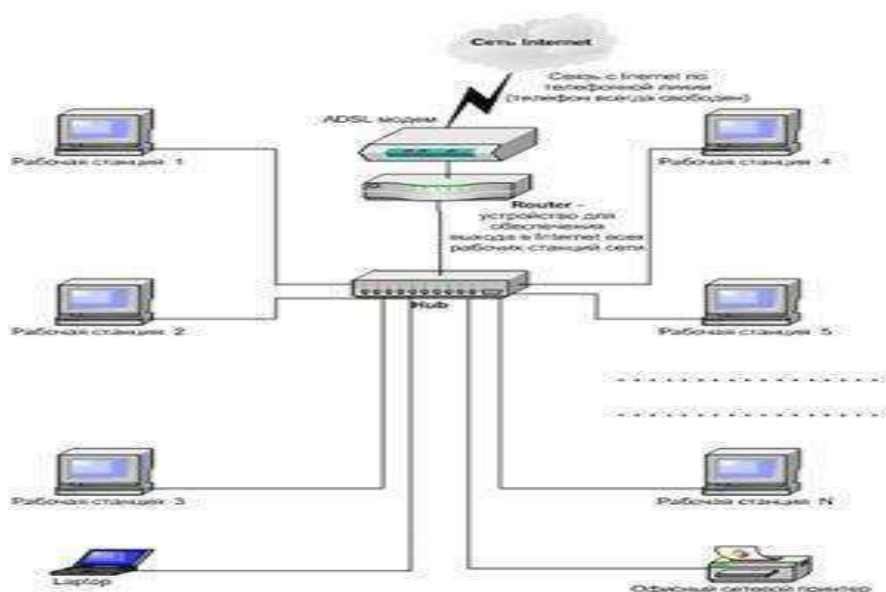 Сеть Internet
Связь с Internet по
телефонной линии
(телефон всегда свободен)
ADSL модем
Рабочая станция 1
Рабочая станция 4
Router -
устройство для
обеспечения
выхода в Internet всех
рабочих станций сети
Hub
Рабочая станция 2
Рабочая станция 5
Рабочая станция 3
Рабочая станция N
Laptop
Офисный сетевой принтер